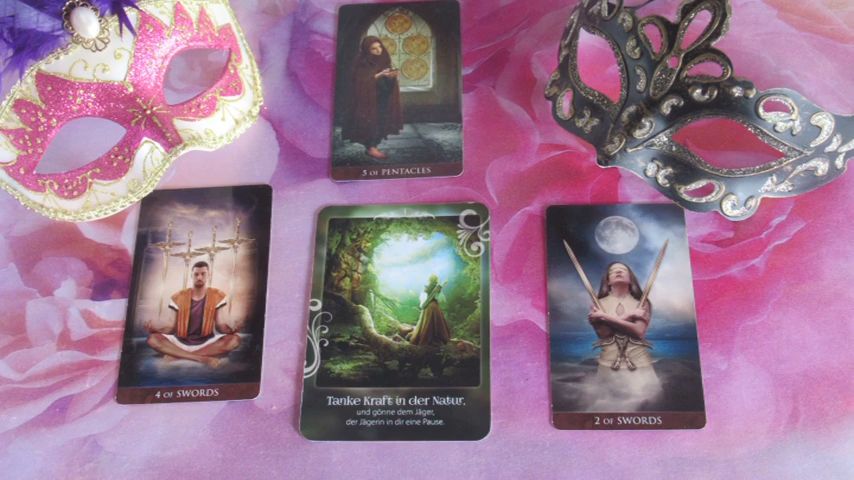 5 OF PENTACLES
4 OF SWORDS
Tanke Kraft in der Natur,
und gönne dem Jäger,
der Jägerin in dir eine Pause.
2 OF SWORDS